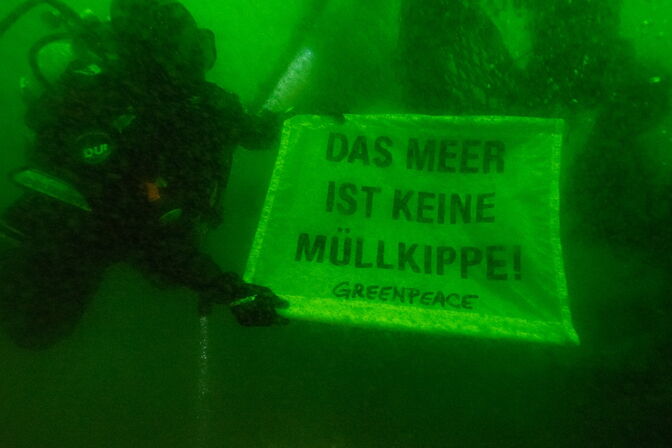 DAS MEER
IST KEINE
MÜLLKIPPE!
GREENPEACE